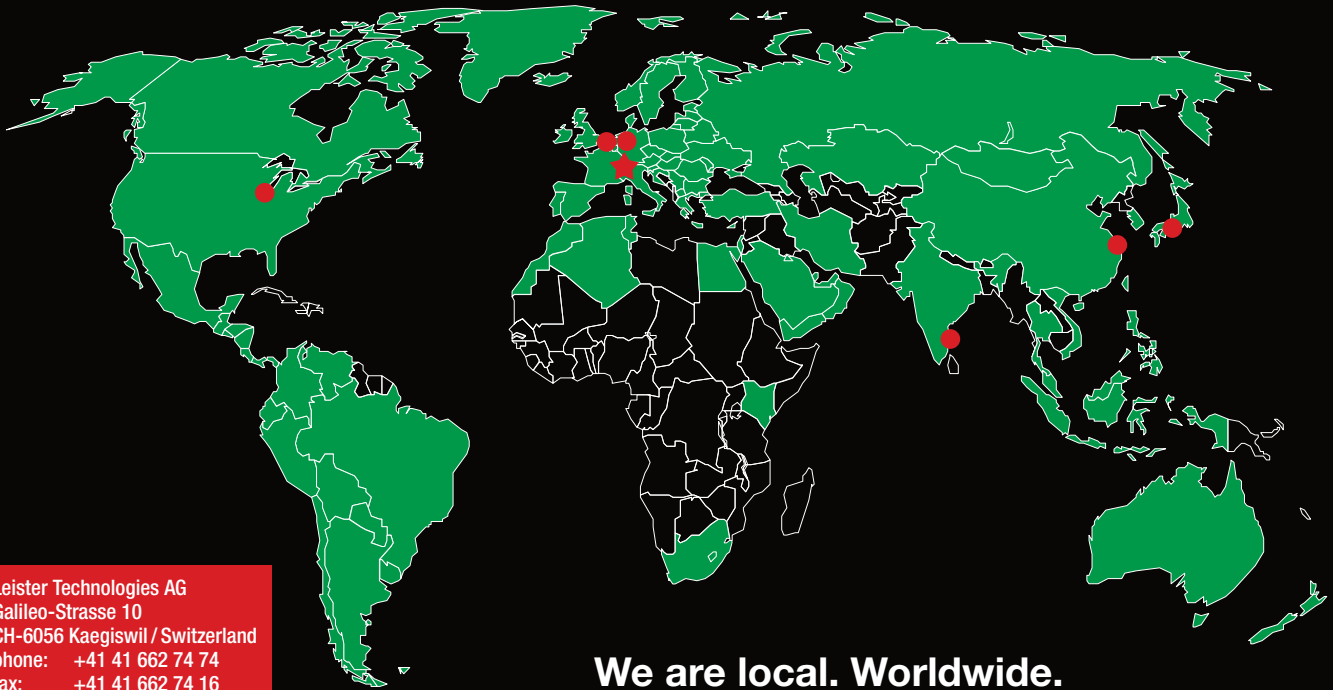 Leister Technologies AG
Galileo-Strasse 10
CH-6056 Kaegiswil / Switzerland
phone: +41 41 662 74 74
fax: +41 41 662 74 16
We are local. Worldwide.